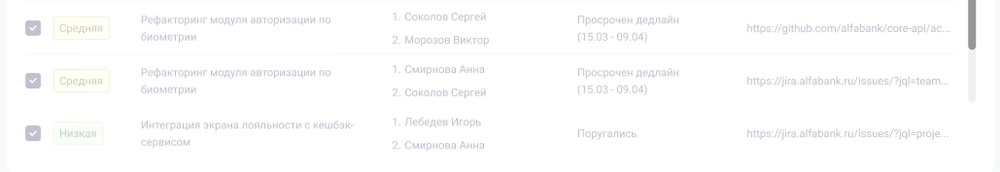 Средняя
Рефакторинг модуля авторизации по
биометрии
1. Соколов Сергей
2. Морозов Виктор
Просрочен дедлайн
(15.03 - 09.04)
https://github.com/alfabank/core-api/ac...
Средняя
Рефакторинг модуля авторизации по
биометрии
1. Смирнова Анна
2. Соколов Сергей
Просрочен дедлайн
(15.03 - 09.04)
https://jira.alfabank.ru/issues/?jql=team...
Низкая
Интеграция экрана лояльности с кешбэк-
сервисом
1. Лебедев Игорь
2. Смирнова Анна
Поругались
https://jira.alfabank.ru/issues/?jql=proje...